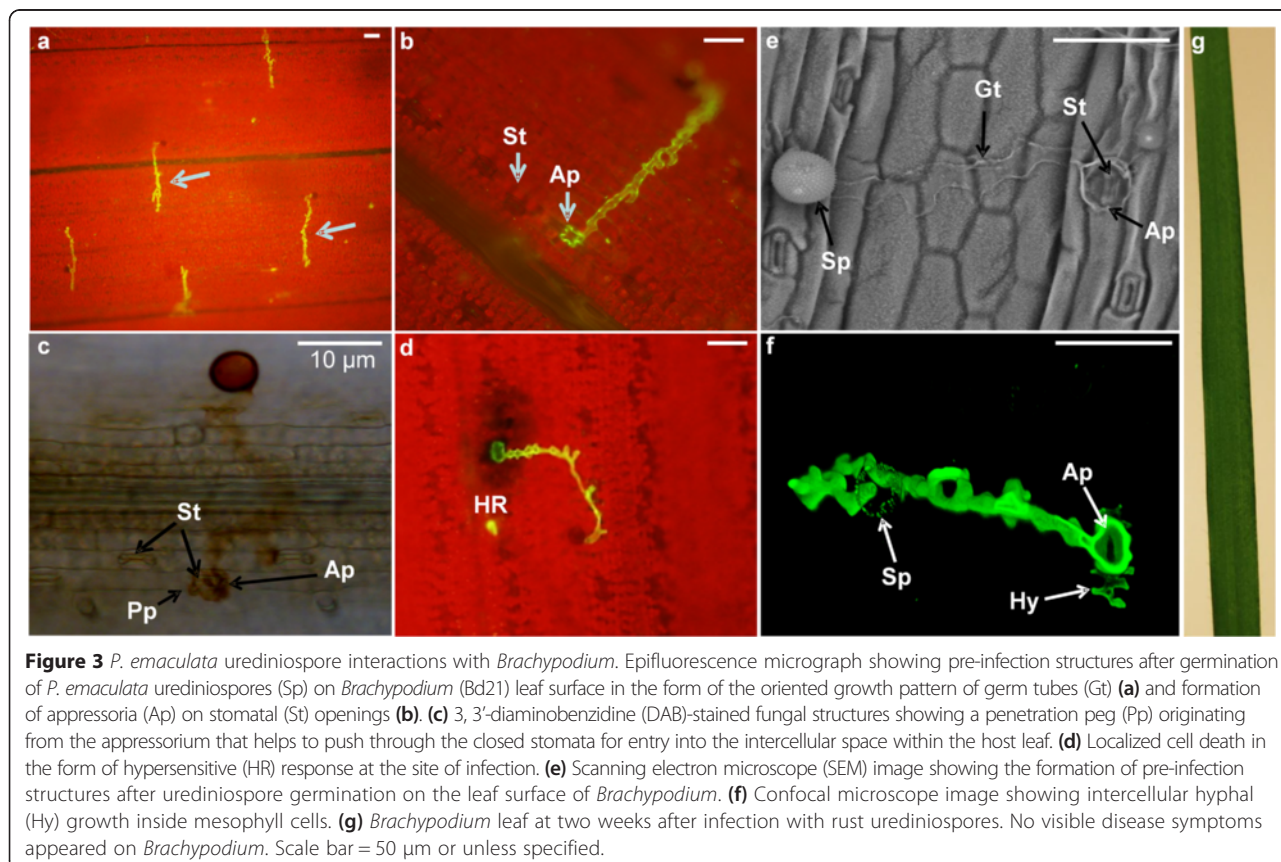 a
b
St
Ap
e
Gt
St
Sp
Ap
g
c
10 µm
St
Ap
Pp
d
HR
f
Ap
Sp
Hy
Figure 3 P. emaculata urediniospore interactions with Brachypodium. Epifluorescence micrograph showing pre-infection structures after germination
of P. emaculata urediniospores (Sp) on Brachypodium (Bd21) leaf surface in the form of the oriented growth pattern of germ tubes (Gt) (a) and formation
of appressoria (Ap) on stomatal (St) openings (b). (c) 3, 3′-diaminobenzidine (DAB)-stained fungal structures showing a penetration peg (Pp) originating
from the appressorium that helps to push through the closed stomata for entry into the intercellular space within the host leaf. (d) Localized cell death in
the form of hypersensitive (HR) response at the site of infection. (e) Scanning electron microscope (SEM) image showing the formation of pre-infection
structures after urediniospore germination on the leaf surface of Brachypodium. (f) Confocal microscope image showing intercellular hyphal
(Hy) growth inside mesophyll cells. (g) Brachypodium leaf at two weeks after infection with rust urediniospores. No visible disease symptoms
appeared on Brachypodium. Scale bar = 50 µm or unless specified.